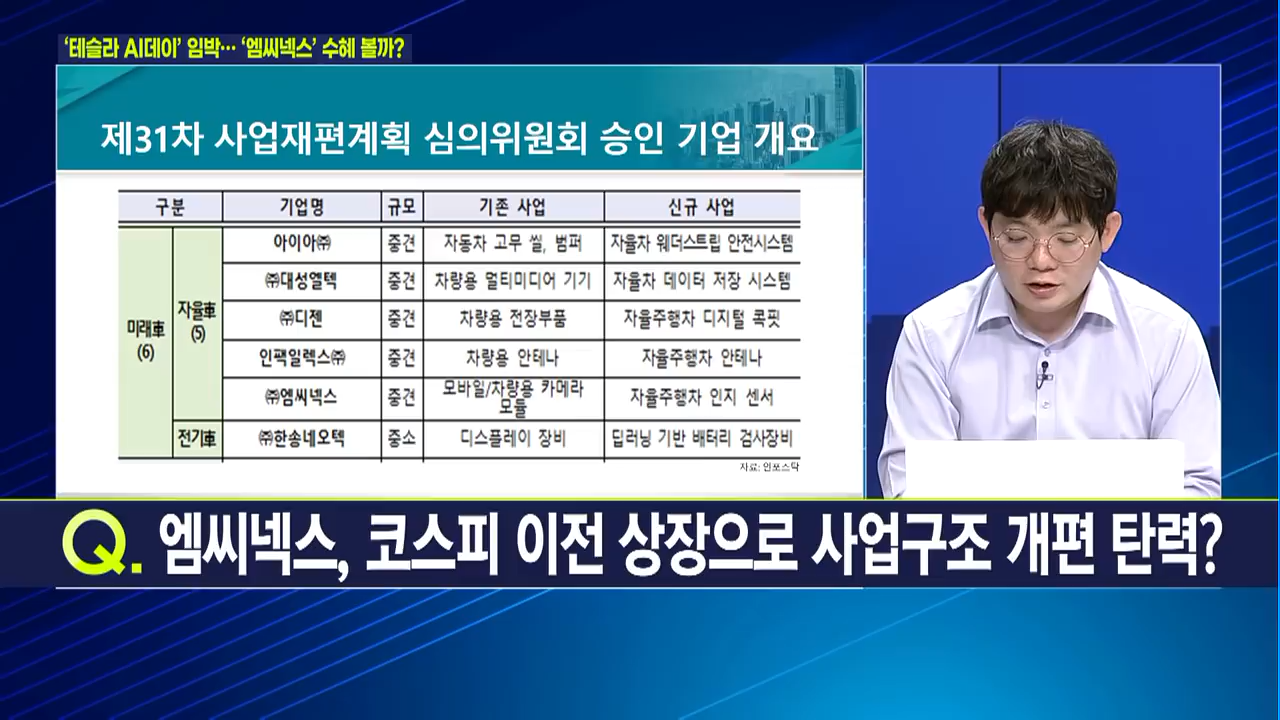 ‘테슬라 AI데이’ 임박… ‘엠씨넥스’ 수혜 볼까?
제31차 사업재편계획 심의위원회 승인 기업 개요
구분 기업명 규모 기존 사업 신규 사업
미래車 (6) 자율車 (5) 아이아㈜ 중견 자동차 고무 씰, 범퍼 자율차 웨더스트립 안전시스템
㈜대성엘텍 중견 차량용 멀티미디어 기기 자율차 데이터 저장 시스템
㈜디젠 중견 차량용 전장부품 자율주행차 디지털 콕핏
인팩일렉스㈜ 중견 차량용 안테나 자율주행차 안테나
㈜엠씨넥스 중견 모바일/차량용 카메라 모듈 자율주행차 인지 센서
전기車 ㈜한송네오텍 중소 디스플레이 장비 딥러닝 기반 배터리 검사장비
자료: 인포스탁
Q. 엠씨넥스, 코스피 이전 상장으로 사업구조 개편 탄력?